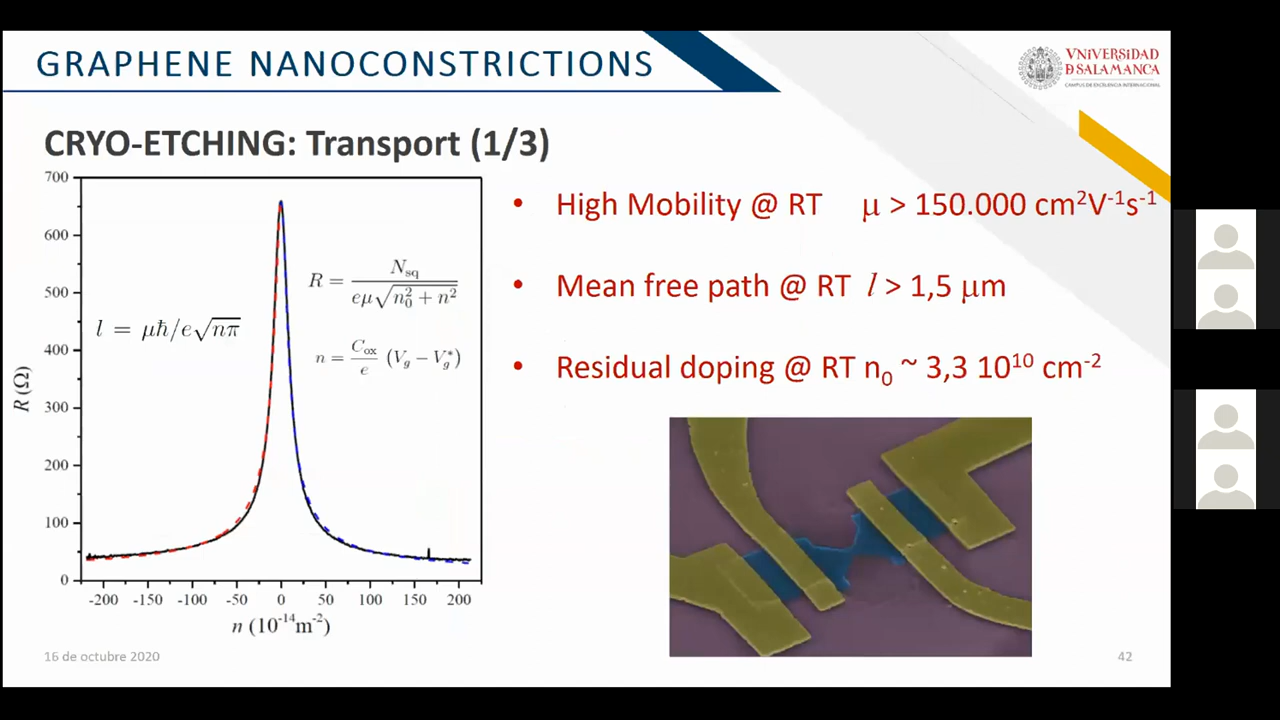 GRAPHENE NANOCONSTRICTIONS
VNiVERSiDAD
D SALAMANCA
CAMPUS DE EXCELENCIA INTERNACIONAL
CRYO-ETCHING: Transport (1/3)
700
600
500
400
300
200
100
0
R (Ω)
-200 -150 -100 -50 0 50 100 150 200
n (10⁻¹⁴m⁻²)
l = μħ/e√nπ
R = N_sq / eμ√n₀² + n²
n = C_ox / e (V_g − V_g*)
• High Mobility @ RT μ > 150.000 cm²V⁻¹s⁻¹
• Mean free path @ RT l > 1,5 μm
• Residual doping @ RT n₀ ~ 3,3 10¹⁰ cm⁻²
16 de octubre 2020
42